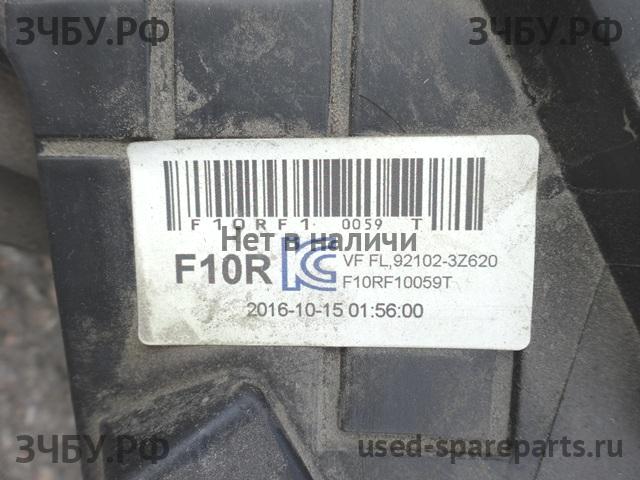 ЗЧБУ.РФ
ЗЧБУ.РФ
F10RF1 0059 T
Нет в наличии
F10R
VF FL,92102-3Z620
F10RF10059T
2016-10-15 01:56:00
ЗЧБУ.РФ
used-spareparts.ru